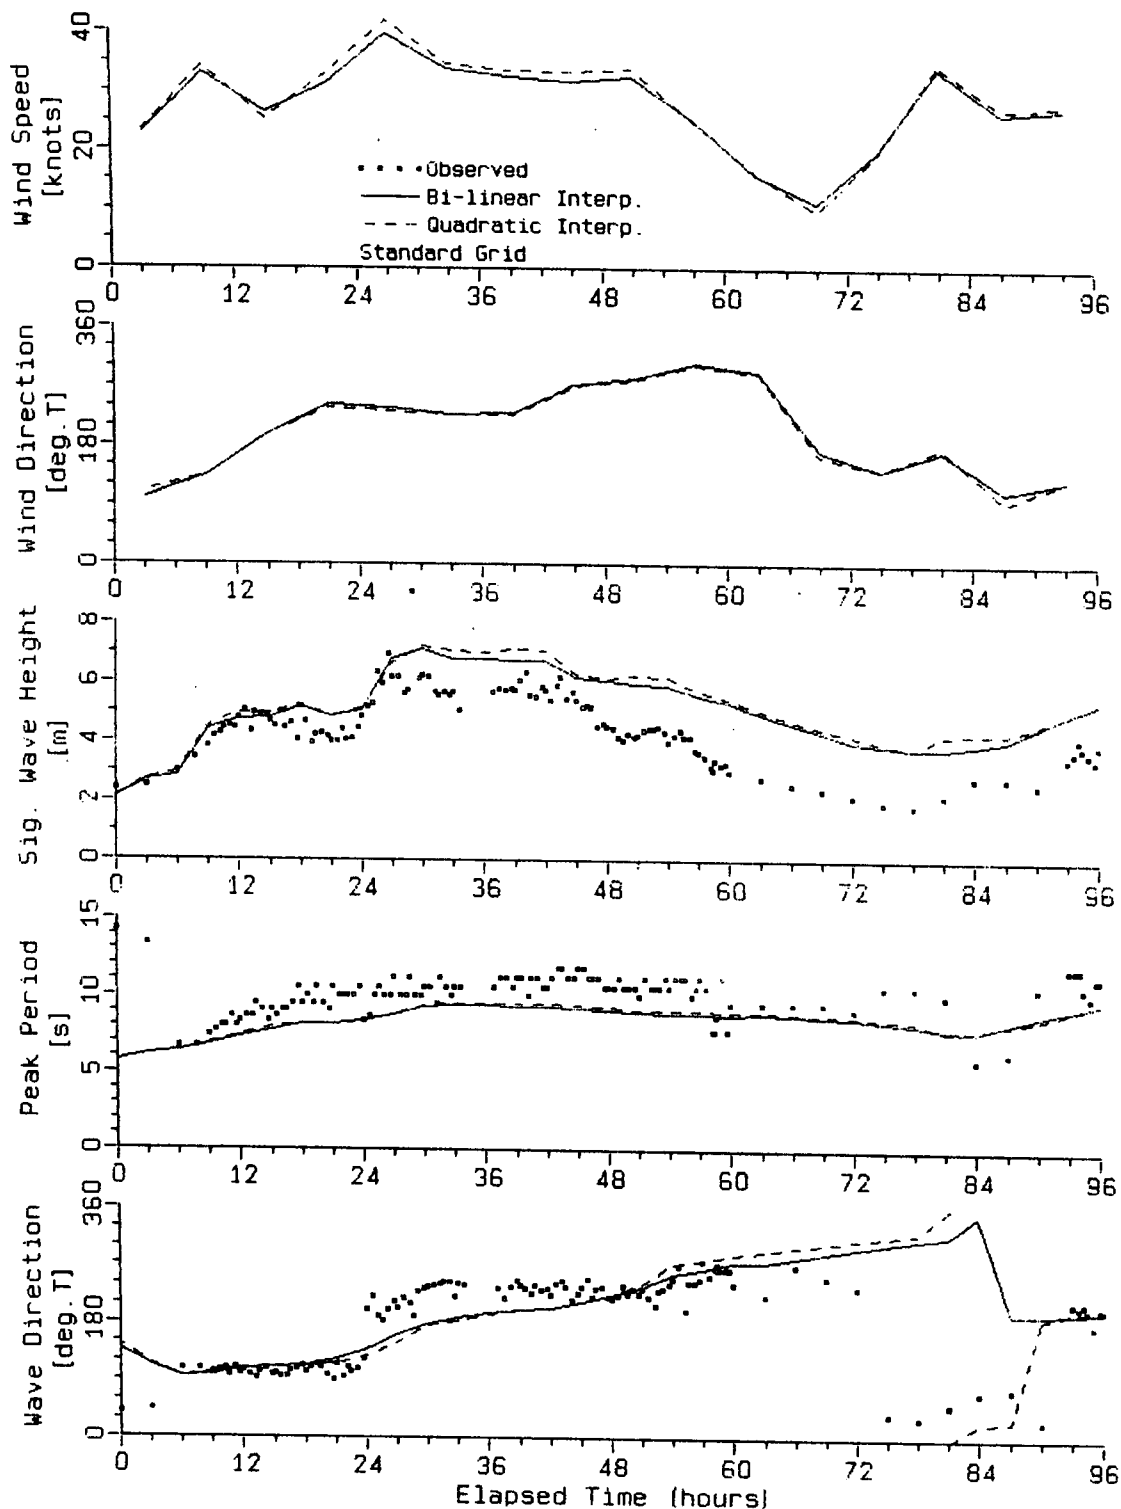 Wind Speed
[knots]
40
20
0
Observed
Bi-linear Interp.
Quadratic Interp.
Standard Grid
0 12 24 36 48 60 72 84 96
Wind Direction
[deg.T]
360
180
0
0 12 24 36 48 60 72 84 96
Sig. Wave Height
[m]
8
6
4
2
0
0 12 24 36 48 60 72 84 96
Peak Period
[s]
15
10
5
0
0 12 24 36 48 60 72 84 96
Wave Direction
[deg.T]
360
180
0
0 12 24 36 48 60 72 84 96
Elapsed Time (hours)